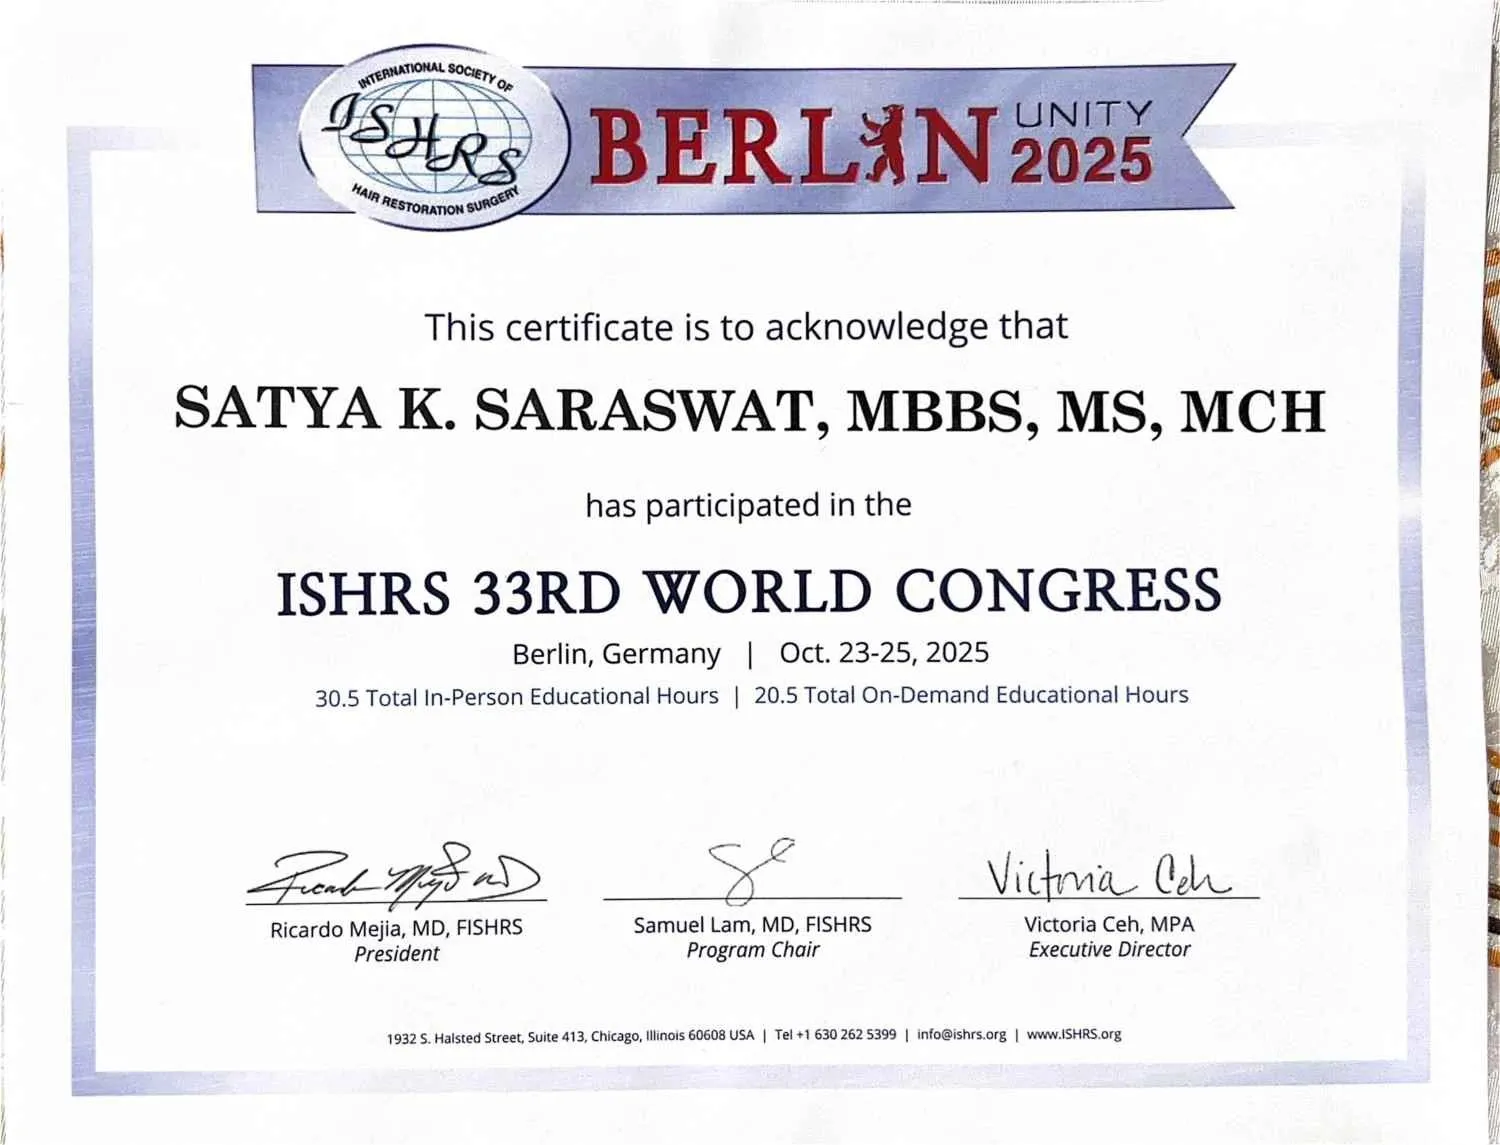 INTERNATIONAL SOCIETY OF
ISHRS
HAIR RESTORATION SURGERY
BERLIN UNITY 2025
This certificate is to acknowledge that
SATYA K. SARASWAT, MBBS, MS, MCH
has participated in the
ISHRS 33RD WORLD CONGRESS
Berlin, Germany | Oct. 23-25, 2025
30.5 Total In-Person Educational Hours | 20.5 Total On-Demand Educational Hours
Victoria Ceh
Ricardo Mejia, MD, FISHRS
President
Samuel Lam, MD, FISHRS
Program Chair
Victoria Ceh, MPA
Executive Director
1932 S. Halsted Street, Suite 413, Chicago, Illinois 60608 USA | Tel +1 630 262 5399 | info@ishrs.org | www.ISHRS.org